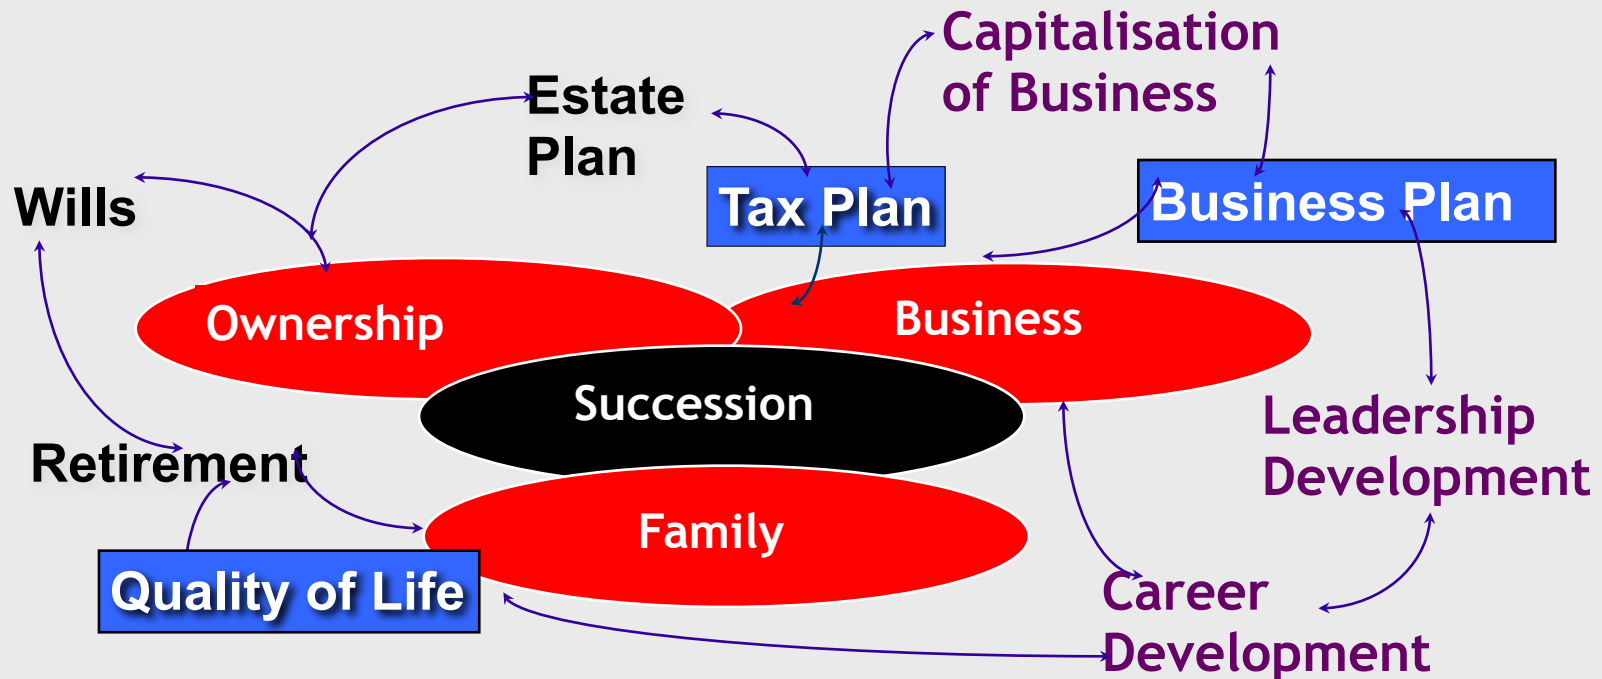 Capitalisation
of Business
Estate
Plan
Wills
Tax Plan
Business Plan
Ownership
Business
Succession
Leadership
Development
Retirement
Family
Quality of Life
Career
Development